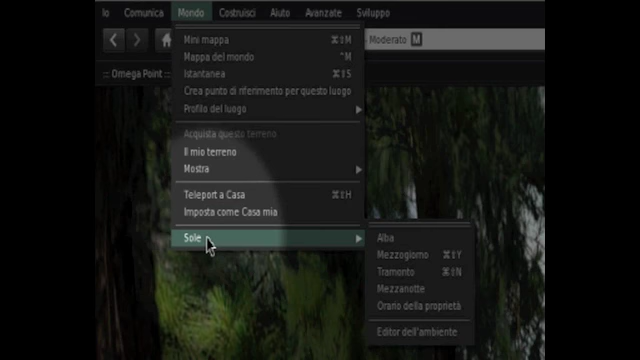 lo Comunica Mondo Costruisci Aiuto Avanzate Sviluppo
Moderato M
::: Omega Point :::
Mini mappa ⌘⇧M
Mappa del mondo ^M
Istantanea ⌘⇧S
Crea punto di riferimento per questo luogo
Profilo del luogo
Acquista questo terreno
Il mio terreno
Mostra
Teleport a Casa ⌘⇧H
Imposta come Casa mia
Sole
Alba
Mezzogiorno ⌘⇧Y
Tramonto ⌘⇧N
Mezzanotte
Orario della proprietà
Editor dell'ambiente